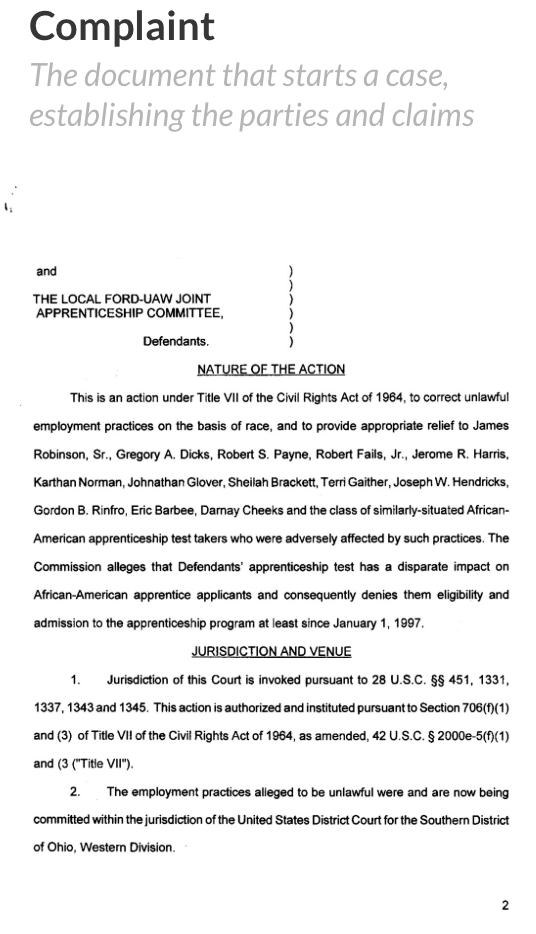 Complaint
The document that starts a case,
establishing the parties and claims
and )
)
THE LOCAL FORD-UAW JOINT )
APPRENTICESHIP COMMITTEE, )
)
Defendants. )
NATURE OF THE ACTION
This is an action under Title VII of the Civil Rights Act of 1964, to correct unlawful
employment practices on the basis of race, and to provide appropriate relief to James
Robinson, Sr., Gregory A. Dicks, Robert S. Payne, Robert Fails, Jr., Jerome R. Harris,
Karthan Norman, Johnathan Glover, Sheilah Brackett, Terri Gaither, Joseph W. Hendricks,
Gordon B. Rinfro, Eric Barbee, Darnay Cheeks and the class of similarly-situated African-
American apprenticeship test takers who were adversely affected by such practices. The
Commission alleges that Defendants' apprenticeship test has a disparate impact on
African-American apprentice applicants and consequently denies them eligibility and
admission to the apprenticeship program at least since January 1, 1997.
JURISDICTION AND VENUE
1. Jurisdiction of this Court is invoked pursuant to 28 U.S.C. §§ 451, 1331,
1337, 1343 and 1345. This action is authorized and instituted pursuant to Section 706(f)(1)
and (3) of Title VII of the Civil Rights Act of 1964, as amended, 42 U.S.C. § 2000e-5(f)(1)
and (3 ("Title VII").
2. The employment practices alleged to be unlawful were and are now being
committed within the jurisdiction of the United States District Court for the Southern District
of Ohio, Western Division.
2